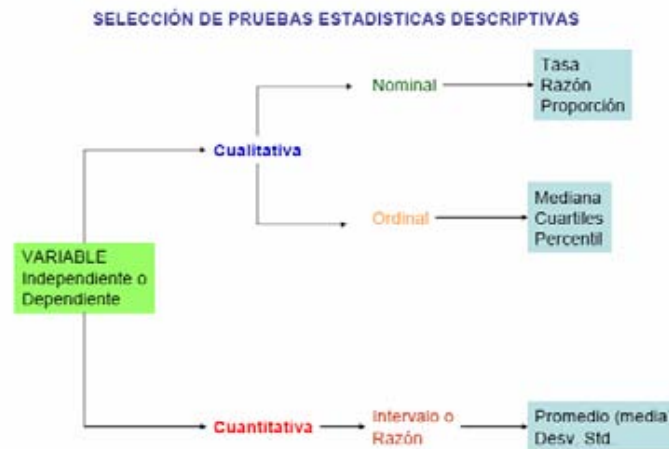 SELECCIÓN DE PRUEBAS ESTADISTICAS DESCRIPTIVAS
Nominal
Tasa
Razón
Proporción
Cualitativa
Ordinal
Mediana
Cuartiles
Percentil
VARIABLE
Independiente o
Dependiente
Cuantitativa
Intervalo o
Razón
Promedio (media
Desv. Std.